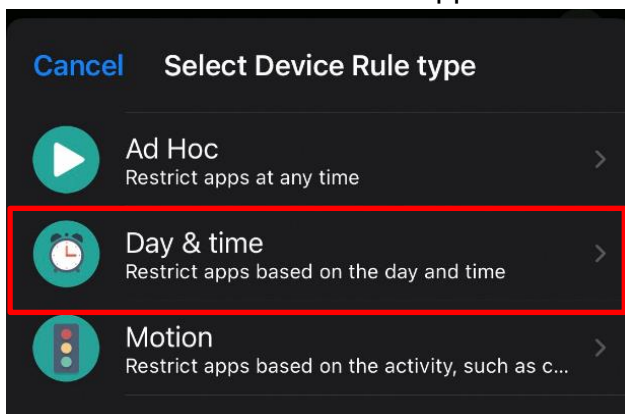 Cancel Select Device Rule type
Ad Hoc
Restrict apps at any time
Day & time
Restrict apps based on the day and time
Motion
Restrict apps based on the activity, such as c...